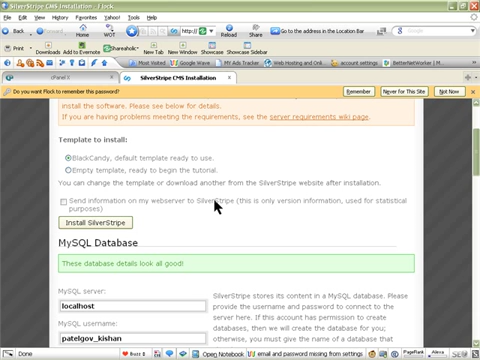 SilverStripe CMS Installation - Flock
File Edit View History Favorites Yahoo! Tools Help
Back Reload Share Go to the address in the Location Bar
Downloads Add to Evernote Shareaholic Showcase Showcase Sidebar
Most Visited Google Wave My Ads Tracker Web Hosting and Onli account settings BetterNetWorker | M
cPanel X SilverStripe CMS Installation
Do you want Flock to remember this password? Remember Never for This Site Not Now
install the software. Please see below for details.
If you are having problems meeting the requirements, see the server requirements wiki page.
Template to install:
BlackCandy, default template ready to use.
Empty template, ready to begin the tutorial.
You can change the template or download another from the SilverStripe website after installation.
Send information on my webserver to SilverStripe (this is only version information, used for statistical
purposes)
Install SilverStripe
MySQL Database
These database details look all good!
MySQL server:
localhost
MySQL username:
patelgov_kishan
SilverStripe stores its content in a MySQL database. Please
provide the username and password to connect to the
server here. If this account has permission to create
databases, then we will create the database for you;
otherwise, you must give the name of a database that
Done Open Notebook email and password missing from settings PageRank Alexa